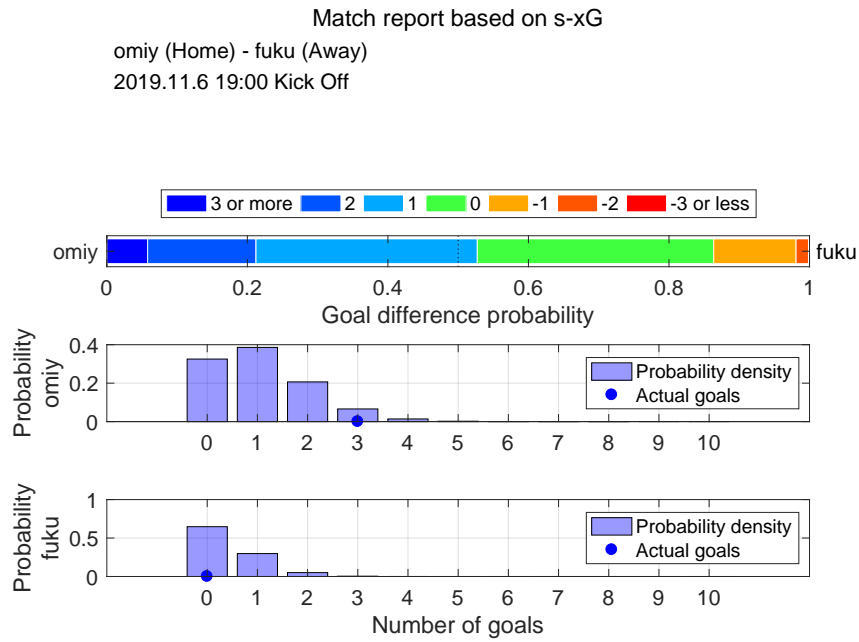 Match report based on s-xG
omiy (Home) - fuku (Away)
2019.11.6 19:00 Kick Off
3 or more 2 1 0 -1 -2 -3 or less
omiy fuku
0 0.2 0.4 0.6 0.8 1
Goal difference probability
Probability
omiy
0.4
0.2
0
Probability density
Actual goals
0 1 2 3 4 5 6 7 8 9 10
Probability
fuku
1
0.5
0
Probability density
Actual goals
0 1 2 3 4 5 6 7 8 9 10
Number of goals